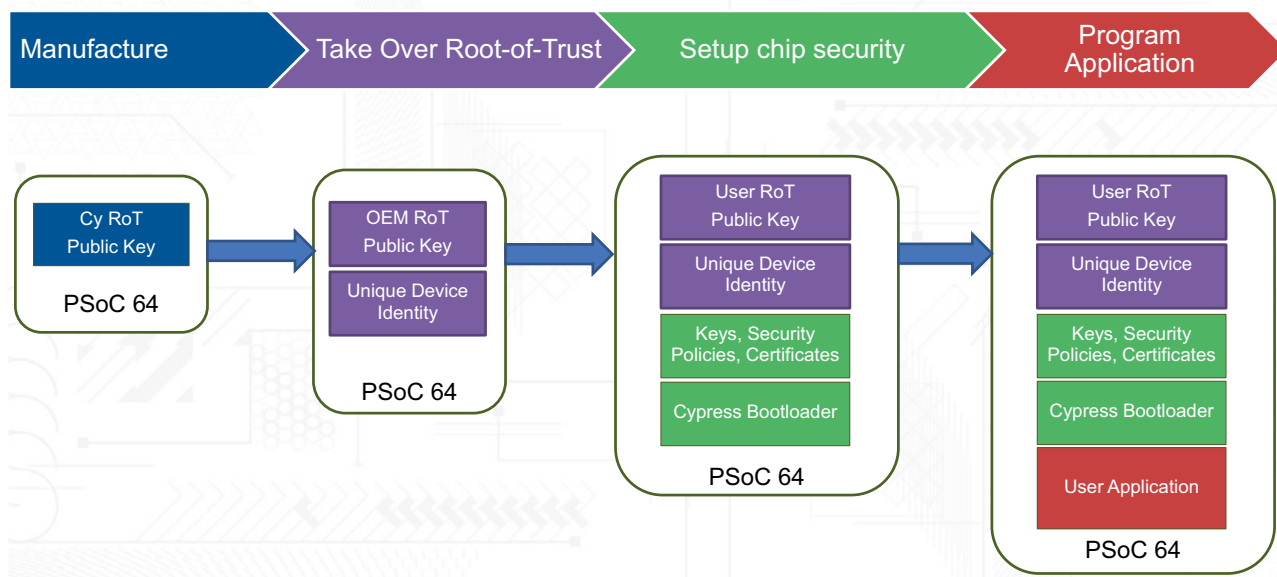 Manufacture
Take Over Root-of-Trust
Setup chip security
Program
Application
Cy RoT
Public Key
PSoC 64
OEM RoT
Public Key
Unique Device
Identity
PSoC 64
User RoT
Public Key
Unique Device
Identity
Keys, Security
Policies, Certificates
Cypress Bootloader
PSoC 64
User RoT
Public Key
Unique Device
Identity
Keys, Security
Policies, Certificates
Cypress Bootloader
User Application
PSoC 64